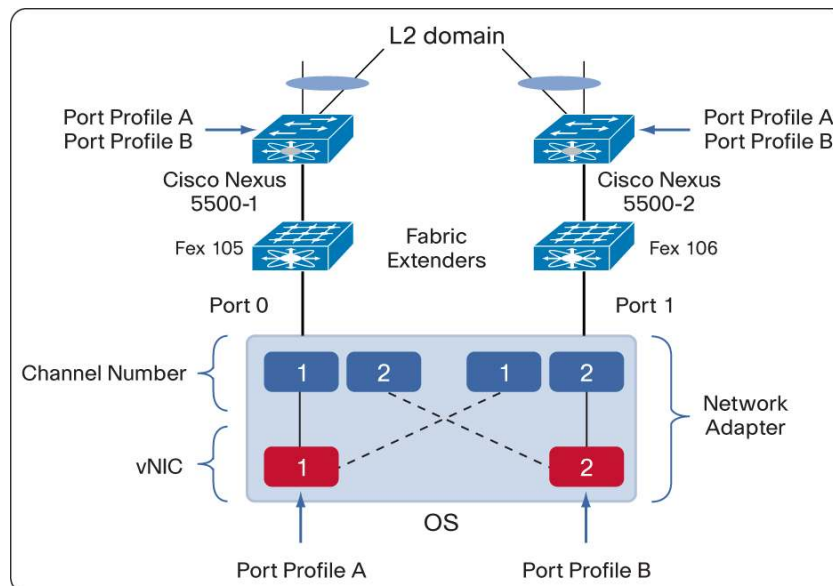 L2 domain
Port Profile A
Port Profile B
Port Profile A
Port Profile B
Cisco Nexus
5500-1
Cisco Nexus
5500-2
Fex 105
Fabric
Extenders
Fex 106
Port 0
Port 1
Channel Number
1
2
1
2
Network
Adapter
vNIC
1
2
OS
Port Profile A
Port Profile B